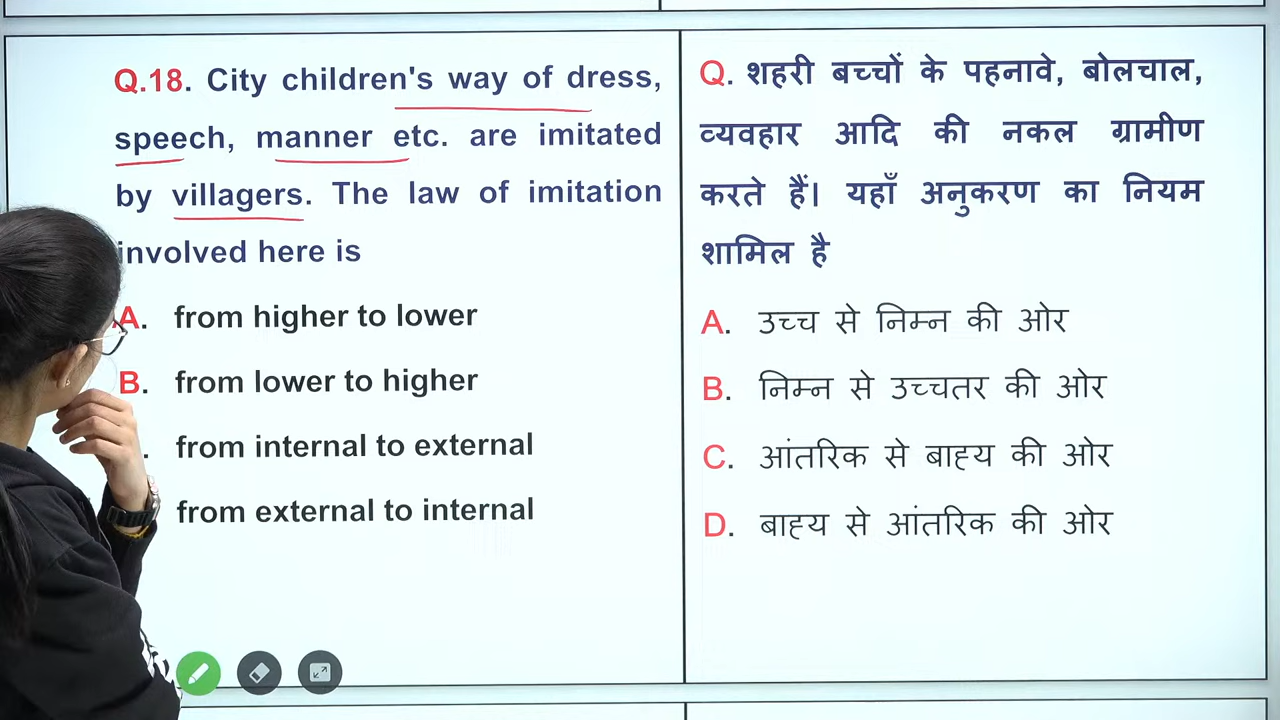 Q.18. City children's way of dress,
speech, manner etc. are imitated
by villagers. The law of imitation
involved here is
A. from higher to lower
B. from lower to higher
. from internal to external
from external to internal
Q. शहरी बच्चों के पहनावे, बोलचाल,
व्यवहार आदि की नकल ग्रामीण
करते हैं। यहाँ अनुकरण का नियम
शामिल है
A. उच्च से निम्न की ओर
B. निम्न से उच्चतर की ओर
C. आंतरिक से बाह्य की ओर
D. बाह्य से आंतरिक की ओर